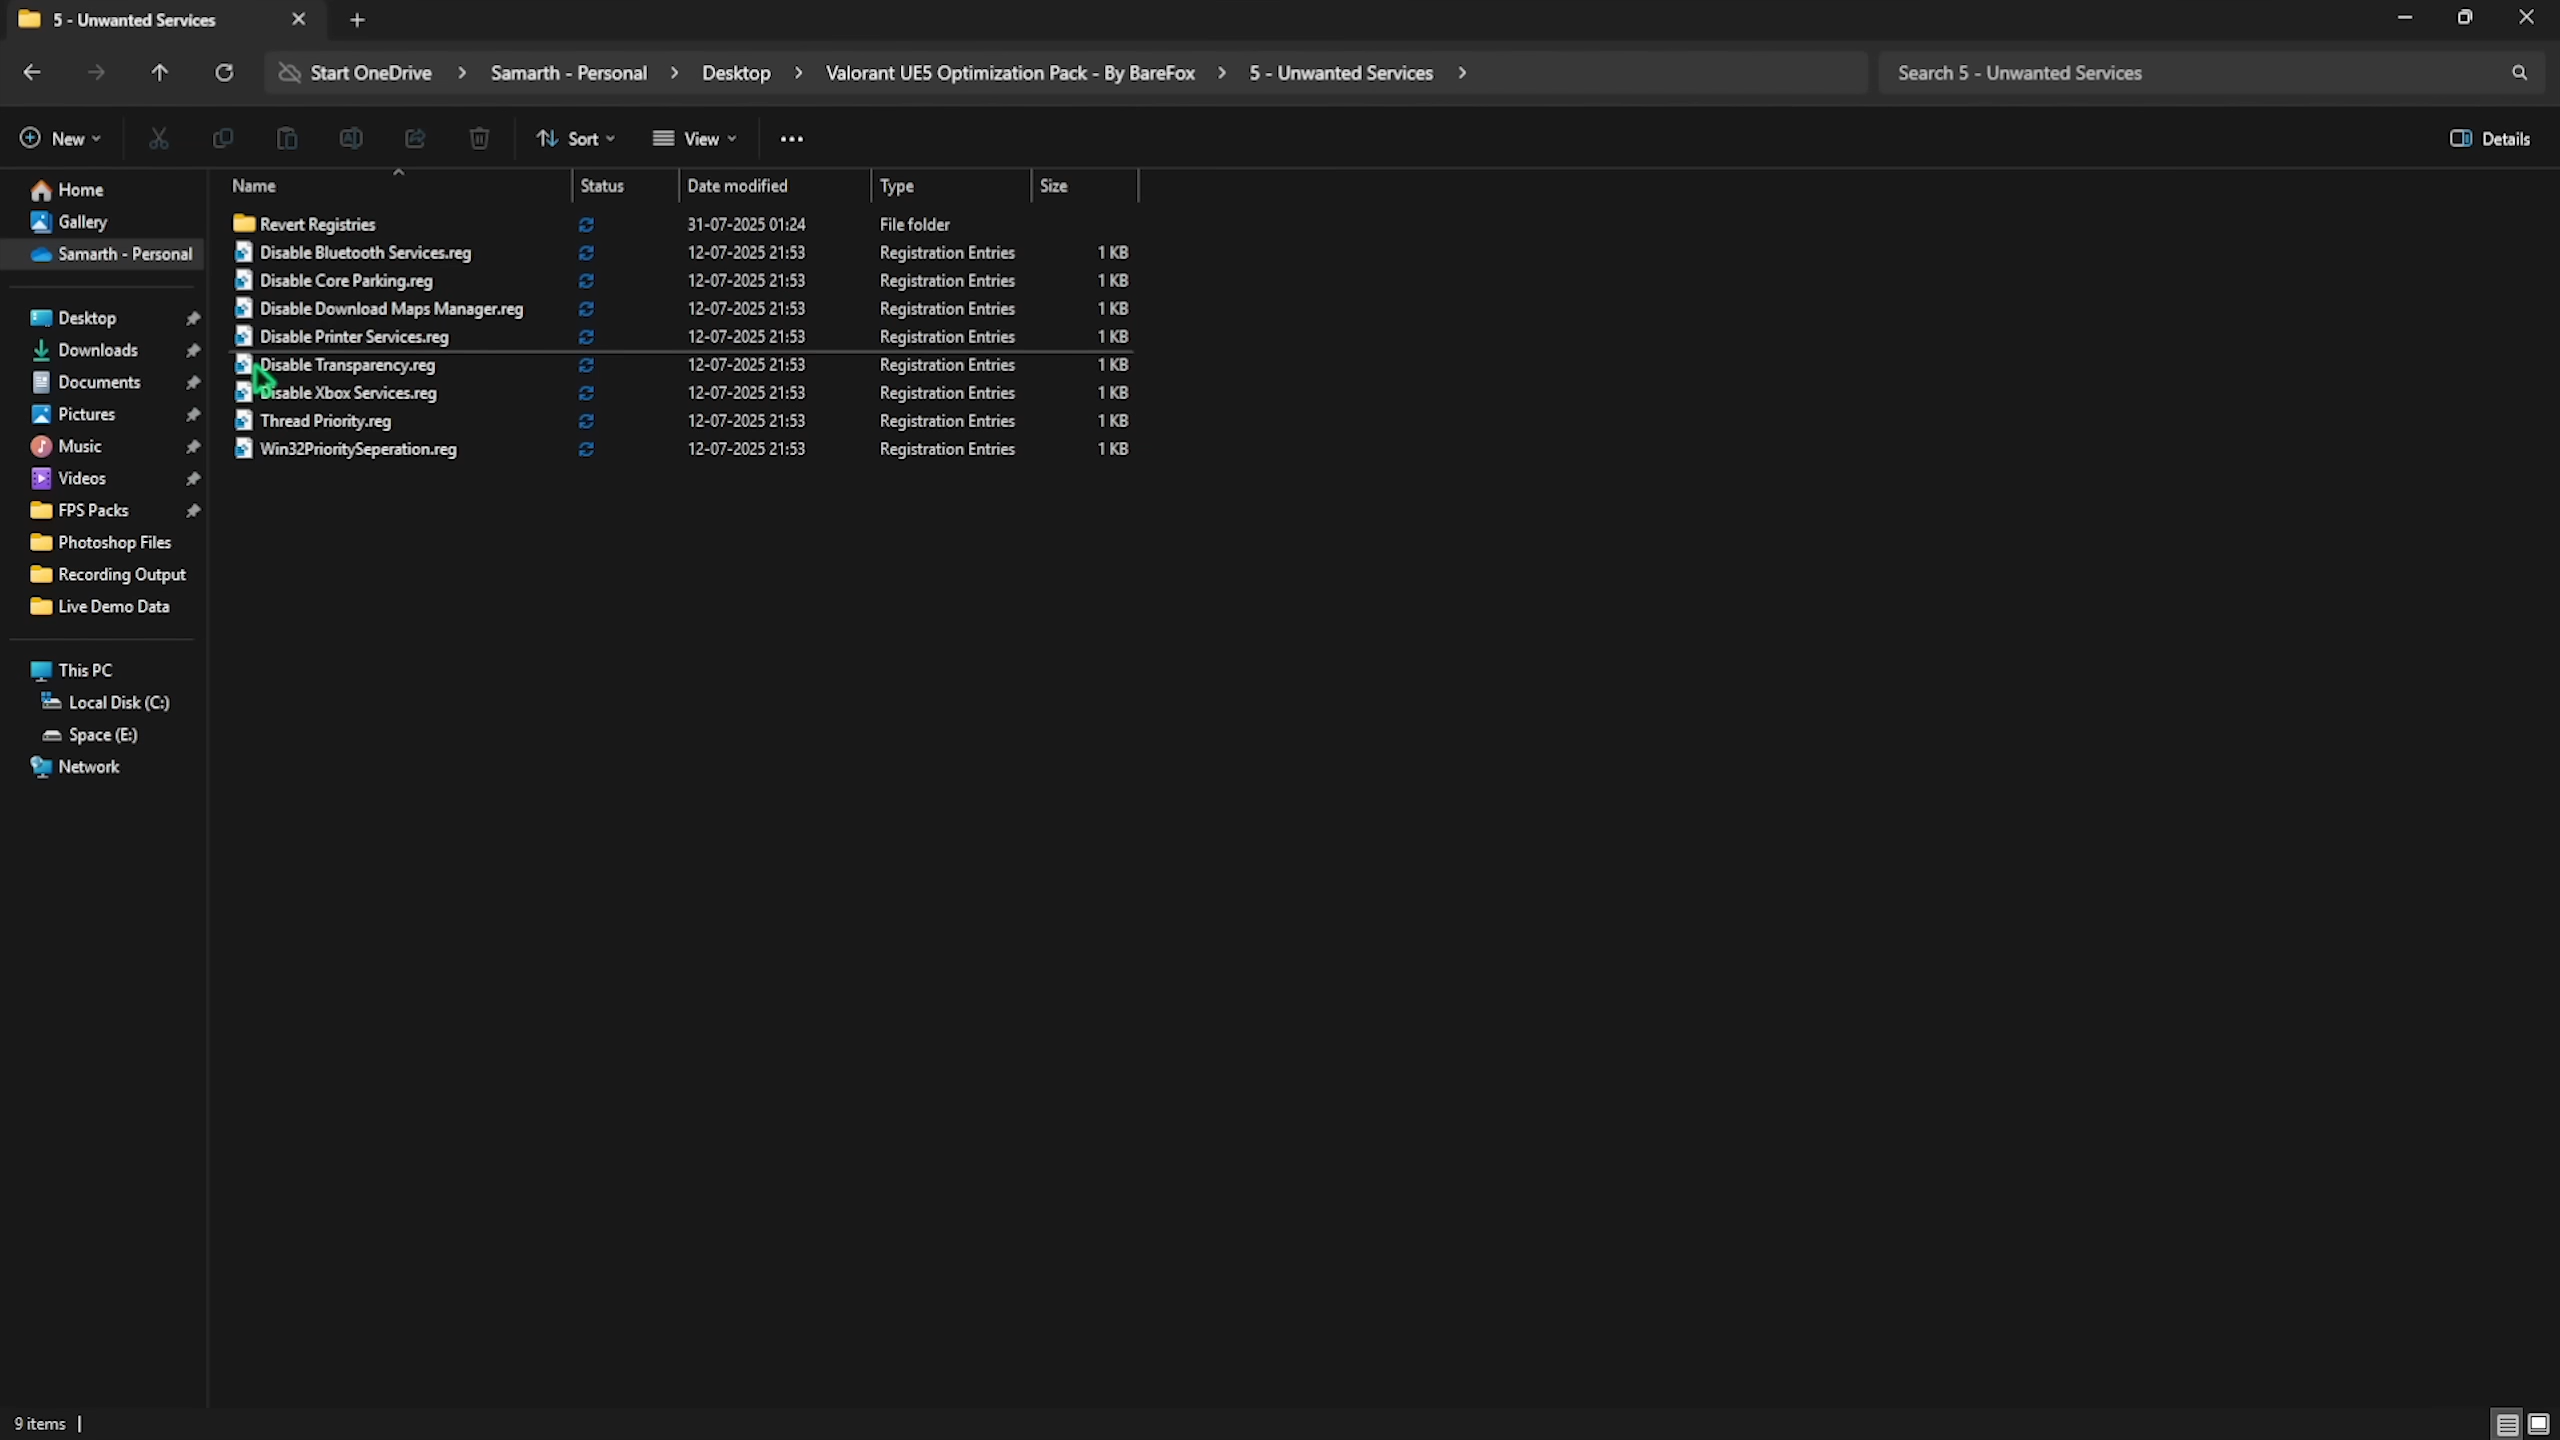 5 - Unwanted Services
Start OneDrive > Samarth - Personal > Desktop > Valorant UE5 Optimization Pack - By BareFox > 5 - Unwanted Services >
Search 5 - Unwanted Services
New
Sort
View
Details
Home
Gallery
Samarth - Personal
Desktop
Downloads
Documents
Pictures
Music
Videos
FPS Packs
Photoshop Files
Recording Output
Live Demo Data
This PC
Local Disk (C:)
Space (E:)
Network
Name Status Date modified Type Size
Revert Registries 31-07-2025 01:24 File folder
Disable Bluetooth Services.reg 12-07-2025 21:53 Registration Entries 1 KB
Disable Core Parking.reg 12-07-2025 21:53 Registration Entries 1 KB
Disable Download Maps Manager.reg 12-07-2025 21:53 Registration Entries 1 KB
Disable Printer Services.reg 12-07-2025 21:53 Registration Entries 1 KB
Disable Transparency.reg 12-07-2025 21:53 Registration Entries 1 KB
Disable Xbox Services.reg 12-07-2025 21:53 Registration Entries 1 KB
Thread Priority.reg 12-07-2025 21:53 Registration Entries 1 KB
Win32PrioritySeperation.reg 12-07-2025 21:53 Registration Entries 1 KB
9 items